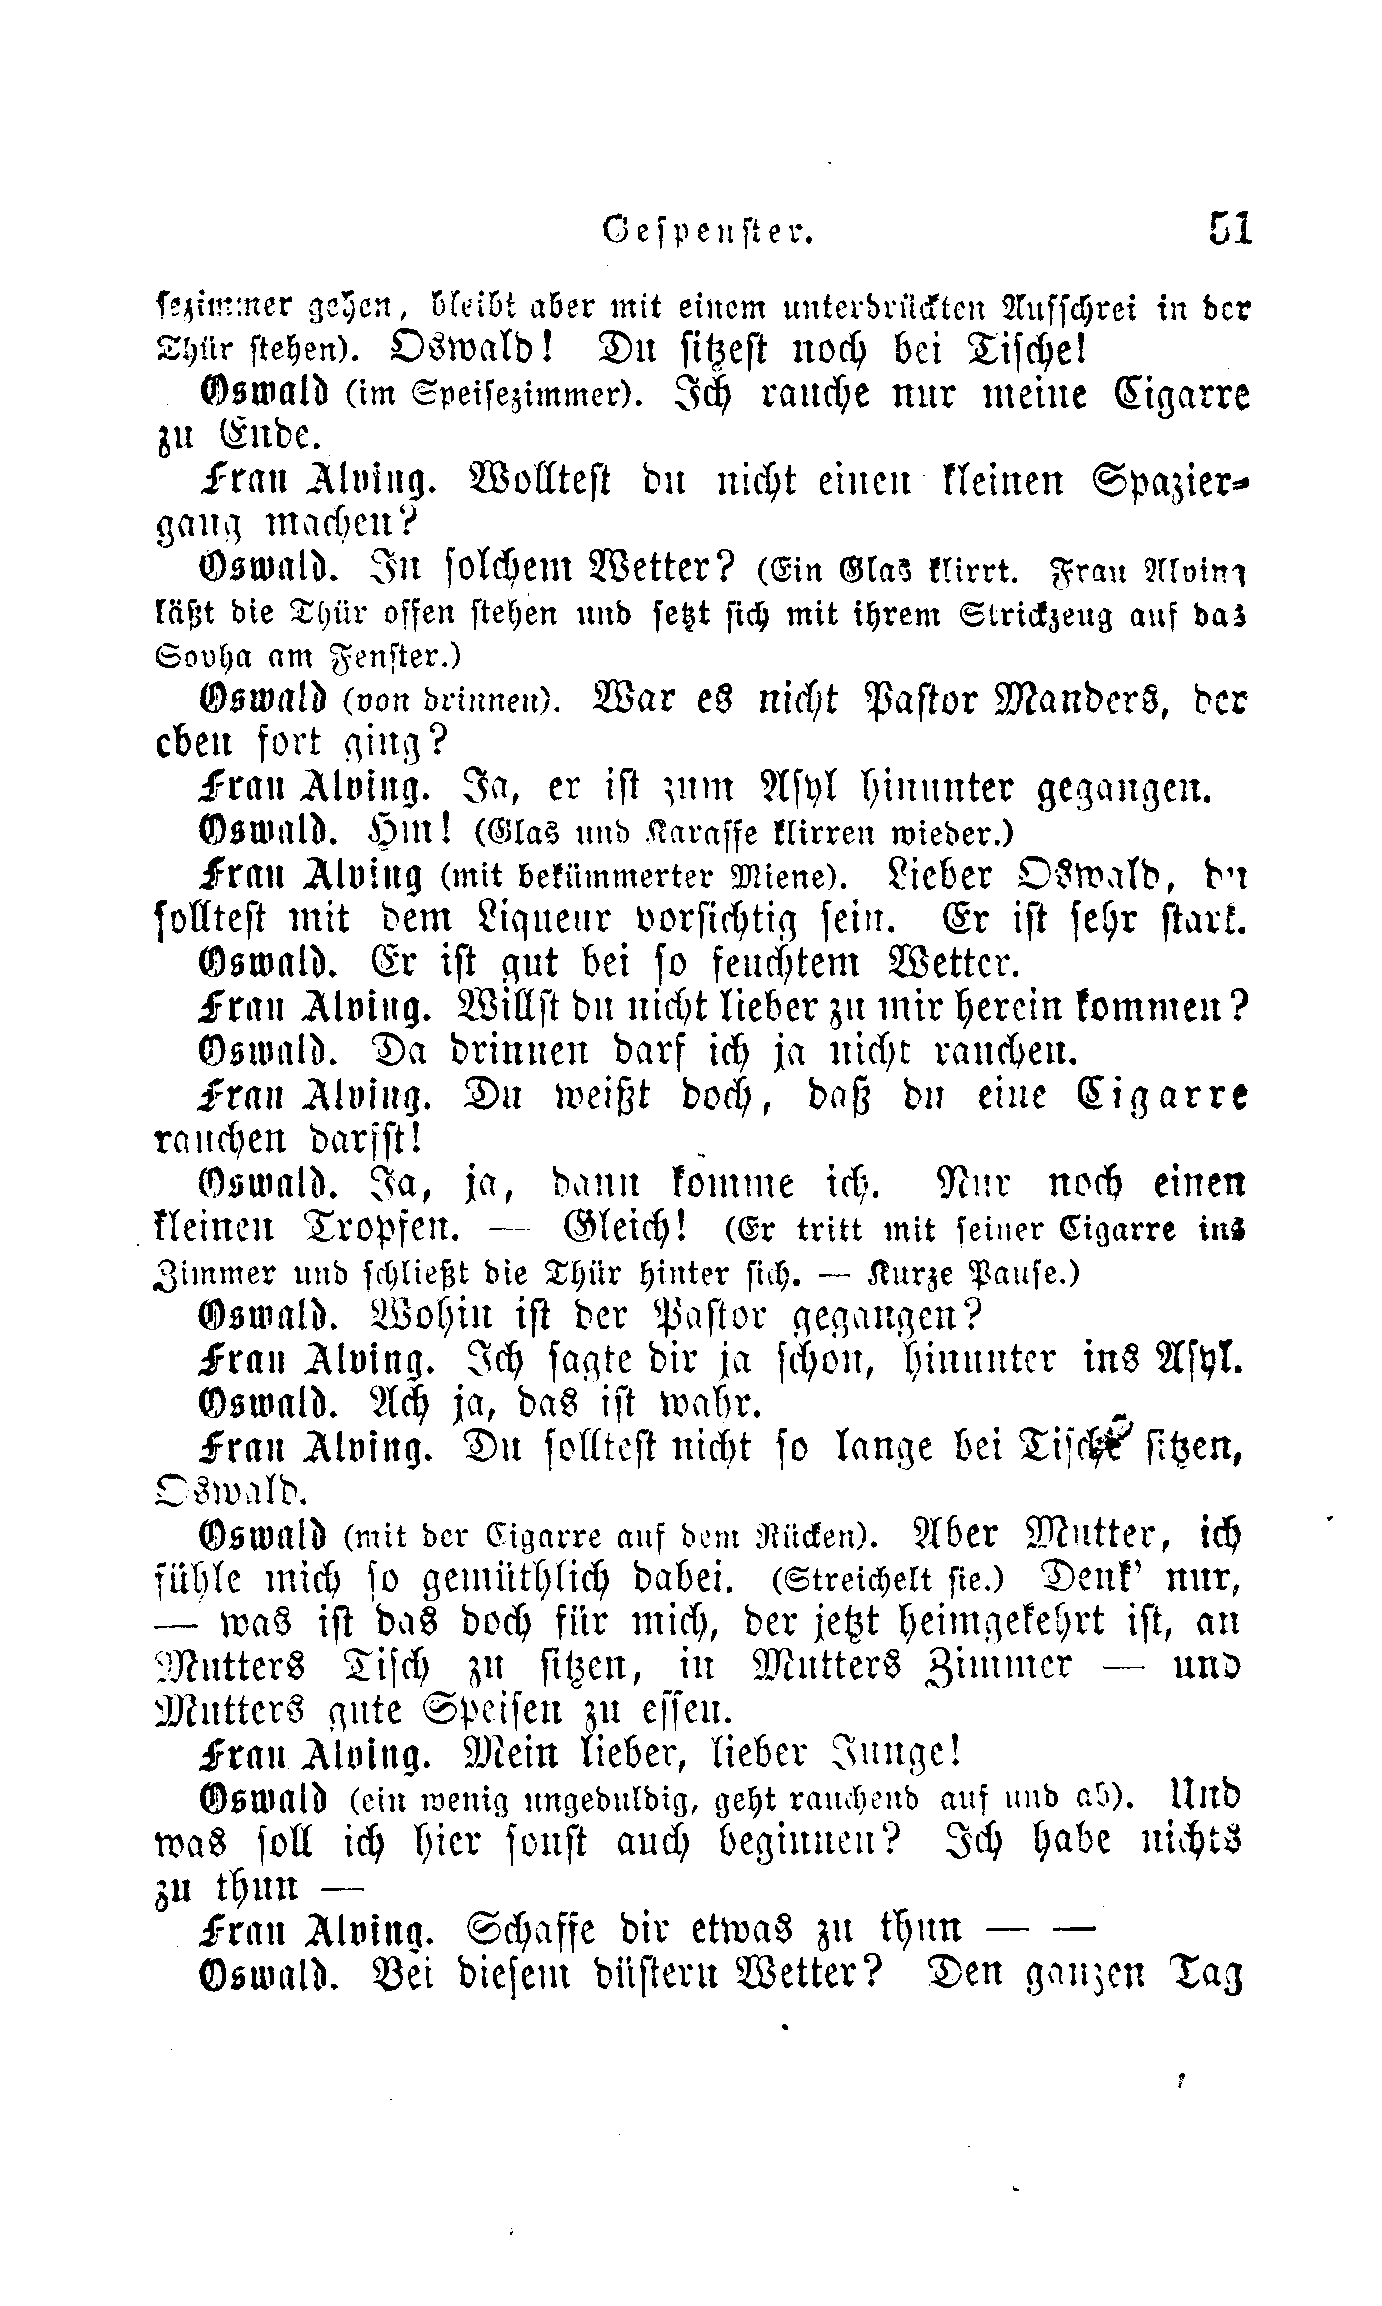 Gespenster. 51
sezimmer gehen, bleibt aber mit einem unterdrückten Aufschrei in der
Thür stehen). Oswald! Du sitzest noch bei Tische!
Oswald (im Speisezimmer). Ich rauche nur meine Cigarre
zu Ende.
Frau Alving. Wolltest du nicht einen kleinen Spazier-
gang machen?
Oswald. In solchem Wetter? (Ein Glas klirrt. Frau Alving
läßt die Thür offen stehen und setzt sich mit ihrem Strickzeug auf das
Sopha am Fenster.)
Oswald (von drinnen). War es nicht Pastor Manders, der
eben fort ging?
Frau Alving. Ja, er ist zum Asyl hinunter gegangen.
Oswald. Hm! (Glas und Karaffe klirren wieder.)
Frau Alving (mit bekümmerter Miene). Lieber Oswald, du
solltest mit dem Liqueur vorsichtig sein. Er ist sehr stark.
Oswald. Er ist gut bei so feuchtem Wetter.
Frau Alving. Willst du nicht lieber zu mir herein kommen?
Oswald. Da drinnen darf ich ja nicht rauchen.
Frau Alving. Du weißt doch, daß du eine Cigarre
rauchen darfst!
Oswald. Ja, ja, dann komme ich. Nur noch einen
kleinen Tropfen. — Gleich! (Er tritt mit seiner Cigarre ins
Zimmer und schließt die Thür hinter sich. — Kurze Pause.)
Oswald. Wohin ist der Pastor gegangen?
Frau Alving. Ich sagte dir ja schon, hinunter ins Asyl.
Oswald. Ach ja, das ist wahr.
Frau Alving. Du solltest nicht so lange bei Tische sitzen,
Oswald.
Oswald (mit der Cigarre auf dem Rücken). Aber Mutter, ich
fühle mich so gemüthlich dabei. (Streichelt sie.) Denk' nur,
— was ist das doch für mich, der jetzt heimgekehrt ist, an
Mutters Tisch zu sitzen, in Mutters Zimmer — und
Mutters gute Speisen zu essen.
Frau Alving. Mein lieber, lieber Junge!
Oswald (ein wenig ungeduldig, geht rauchend auf und ab). Und
was soll ich hier sonst auch beginnen? Ich habe nichts
zu thun —
Frau Alving. Schaffe dir etwas zu thun — —
Oswald. Bei diesem düstern Wetter? Den ganzen Tag